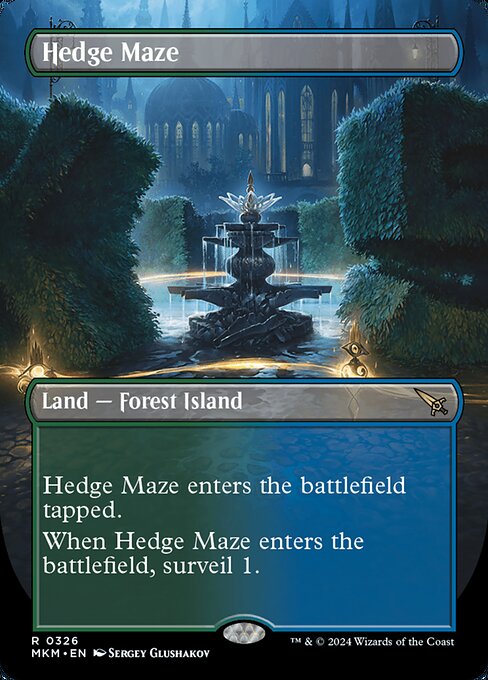 Hedge Maze
Land — Forest Island
Hedge Maze enters the battlefield
tapped.
When Hedge Maze enters the
battlefield, surveil 1.
R 0326
MKM • EN Sergey Glushakov
™ & © 2024 Wizards of the Coast